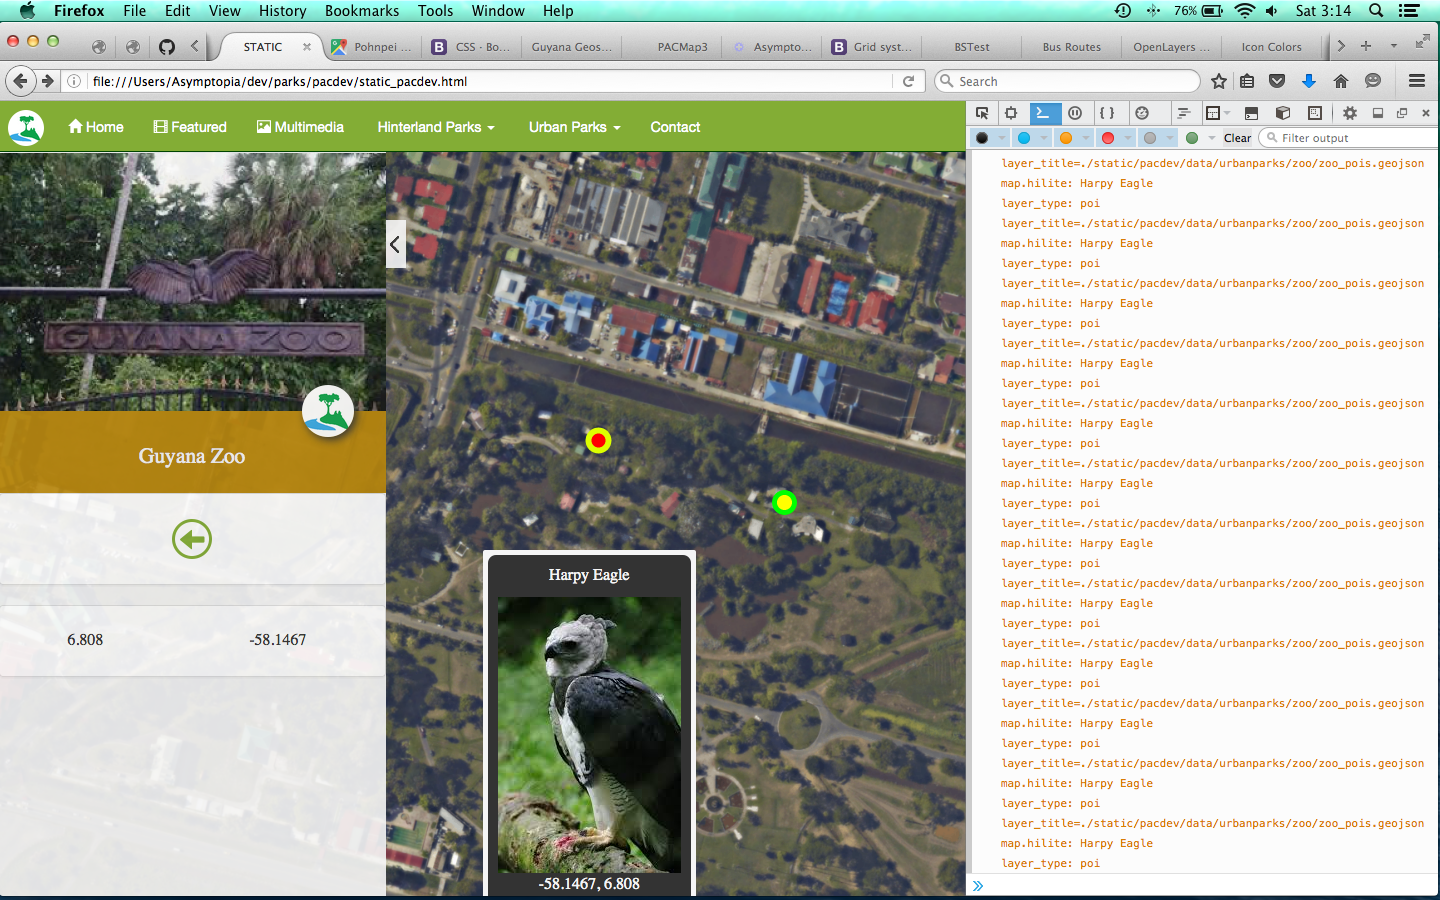 Firefox File Edit View History Bookmarks Tools Window Help 76% Sat 3:14
STATIC Pohnpei ... CSS · Bo... Guyana Geos... PACMap3 Asympto... Grid syst... BSTest Bus Routes OpenLayers ... Icon Colors
file:///Users/Asymptopia/dev/parks/pacdev/static_pacdev.html Search
Home Featured Multimedia Hinterland Parks Urban Parks Contact
Clear Filter output
GUYANA ZOO
Guyana Zoo
6.808 -58.1467
Harpy Eagle
-58.1467, 6.808
layer_title=./static/pacdev/data/urbanparks/zoo/zoo_pois.geojson
map.hilite: Harpy Eagle
layer_type: poi
layer_title=./static/pacdev/data/urbanparks/zoo/zoo_pois.geojson
map.hilite: Harpy Eagle
layer_type: poi
layer_title=./static/pacdev/data/urbanparks/zoo/zoo_pois.geojson
map.hilite: Harpy Eagle
layer_type: poi
layer_title=./static/pacdev/data/urbanparks/zoo/zoo_pois.geojson
map.hilite: Harpy Eagle
layer_type: poi
layer_title=./static/pacdev/data/urbanparks/zoo/zoo_pois.geojson
map.hilite: Harpy Eagle
layer_type: poi
layer_title=./static/pacdev/data/urbanparks/zoo/zoo_pois.geojson
map.hilite: Harpy Eagle
layer_type: poi
layer_title=./static/pacdev/data/urbanparks/zoo/zoo_pois.geojson
map.hilite: Harpy Eagle
layer_type: poi
layer_title=./static/pacdev/data/urbanparks/zoo/zoo_pois.geojson
map.hilite: Harpy Eagle
layer_type: poi
layer_title=./static/pacdev/data/urbanparks/zoo/zoo_pois.geojson
map.hilite: Harpy Eagle
layer_type: poi
layer_title=./static/pacdev/data/urbanparks/zoo/zoo_pois.geojson
map.hilite: Harpy Eagle
layer_type: poi
layer_title=./static/pacdev/data/urbanparks/zoo/zoo_pois.geojson
map.hilite: Harpy Eagle
layer_type: poi
layer_title=./static/pacdev/data/urbanparks/zoo/zoo_pois.geojson
map.hilite: Harpy Eagle
layer_type: poi